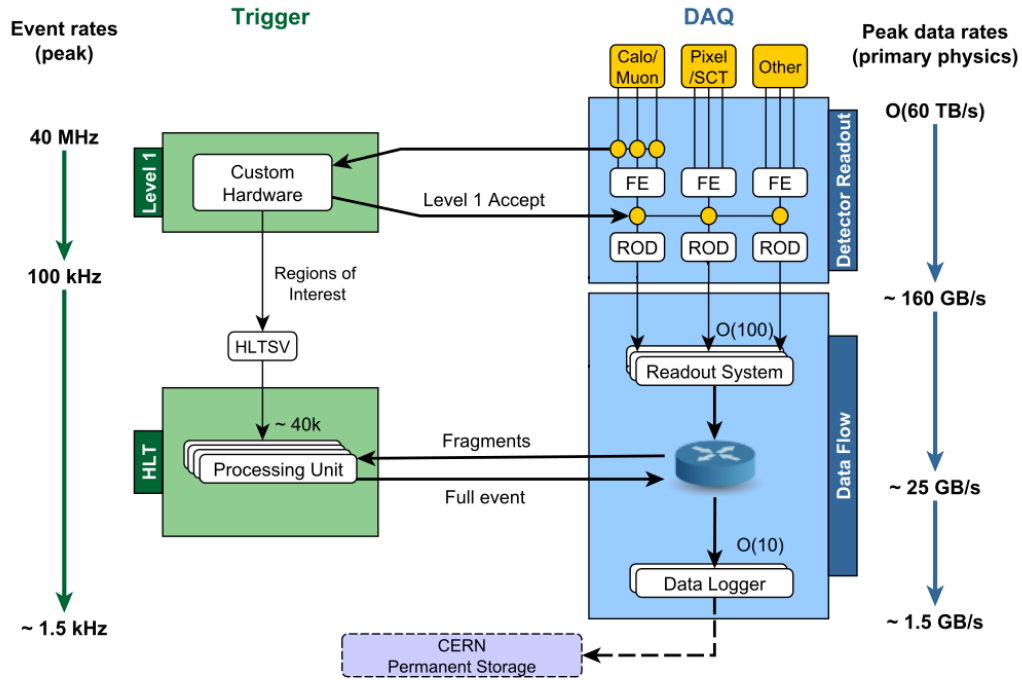 Event rates
(peak)
Trigger
DAQ
Peak data rates
(primary physics)
Calo/
Muon
Pixel
/SCT
Other
40 MHz
O(60 TB/s)
Level 1
Custom
Hardware
FE
FE
FE
Level 1 Accept
ROD
ROD
ROD
Detector Readout
100 kHz
Regions of
Interest
~ 160 GB/s
HLTSV
O(100)
Readout System
HLT
~ 40k
Processing Unit
Fragments
Full event
Data Flow
~ 25 GB/s
O(10)
Data Logger
~ 1.5 kHz
~ 1.5 GB/s
CERN
Permanent Storage